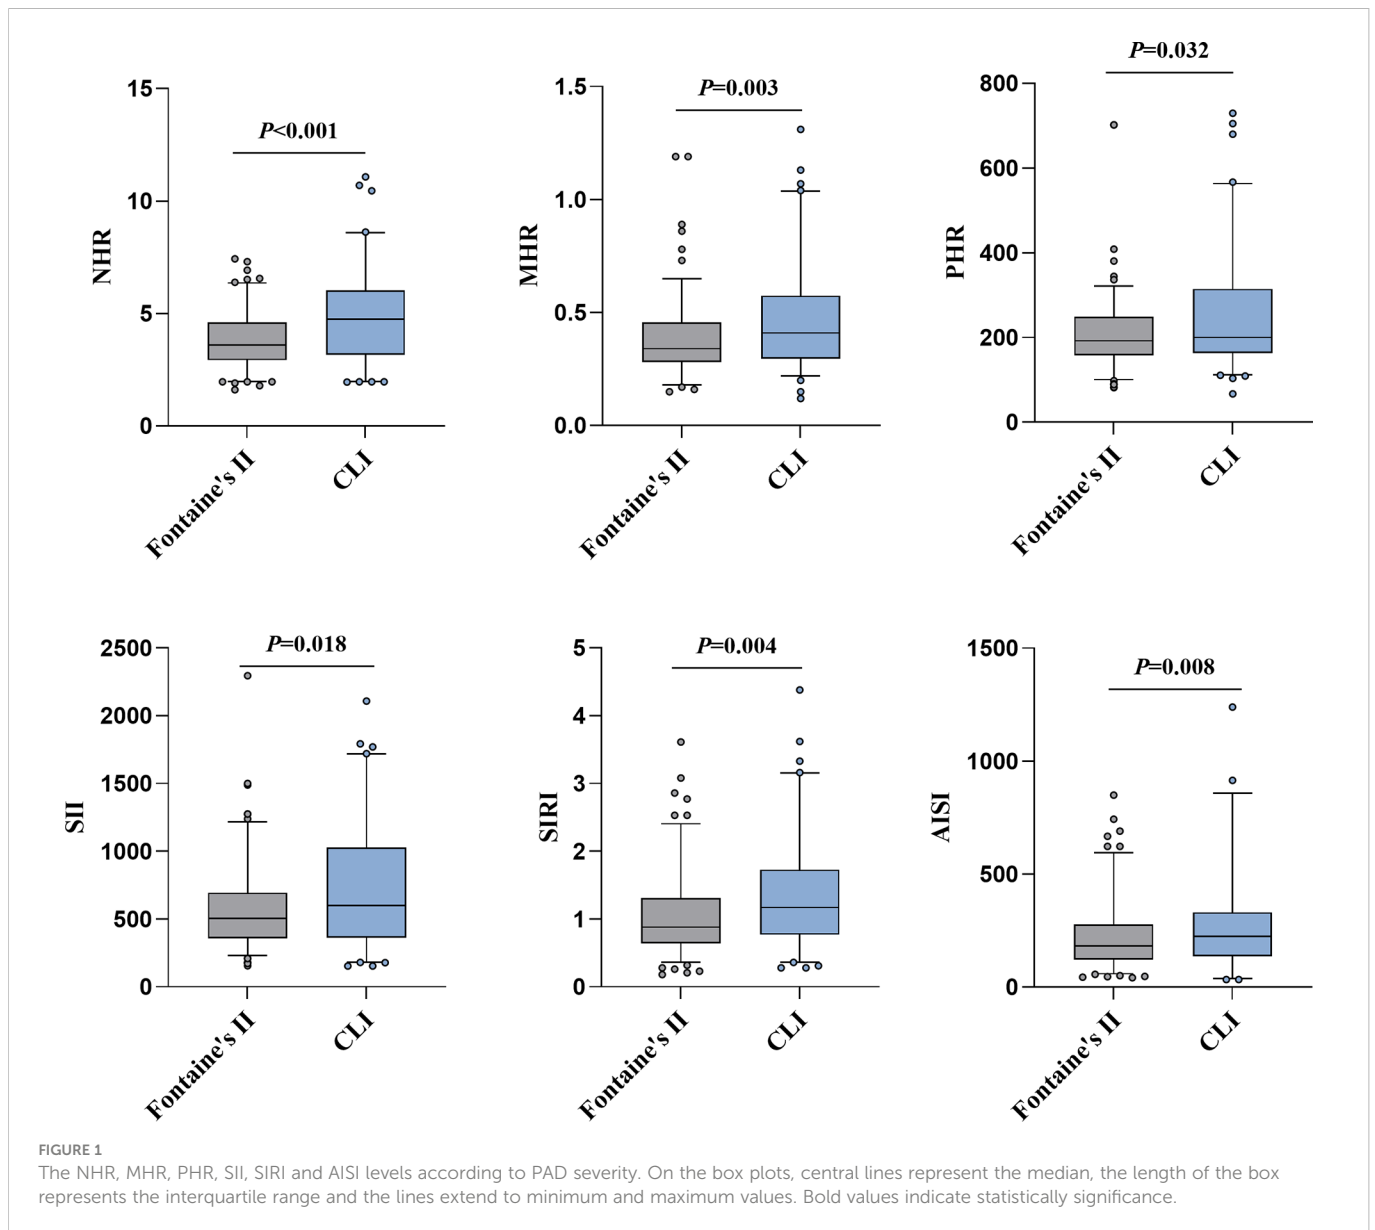 P<0.001
15
10
5
0
NHR
Fontaine's II
CLI
P=0.003
1.5
1.0
0.5
0.0
MHR
Fontaine's II
CLI
P=0.032
800
600
400
200
0
PHR
Fontaine's II
CLI
P=0.018
2500
2000
1500
1000
500
0
SII
Fontaine's II
CLI
P=0.004
5
4
3
2
1
0
SIRI
Fontaine's II
CLI
P=0.008
1500
1000
500
0
AISI
Fontaine's II
CLI
FIGURE 1
The NHR, MHR, PHR, SII, SIRI and AISI levels according to PAD severity. On the box plots, central lines represent the median, the length of the box
represents the interquartile range and the lines extend to minimum and maximum values. Bold values indicate statistically significance.